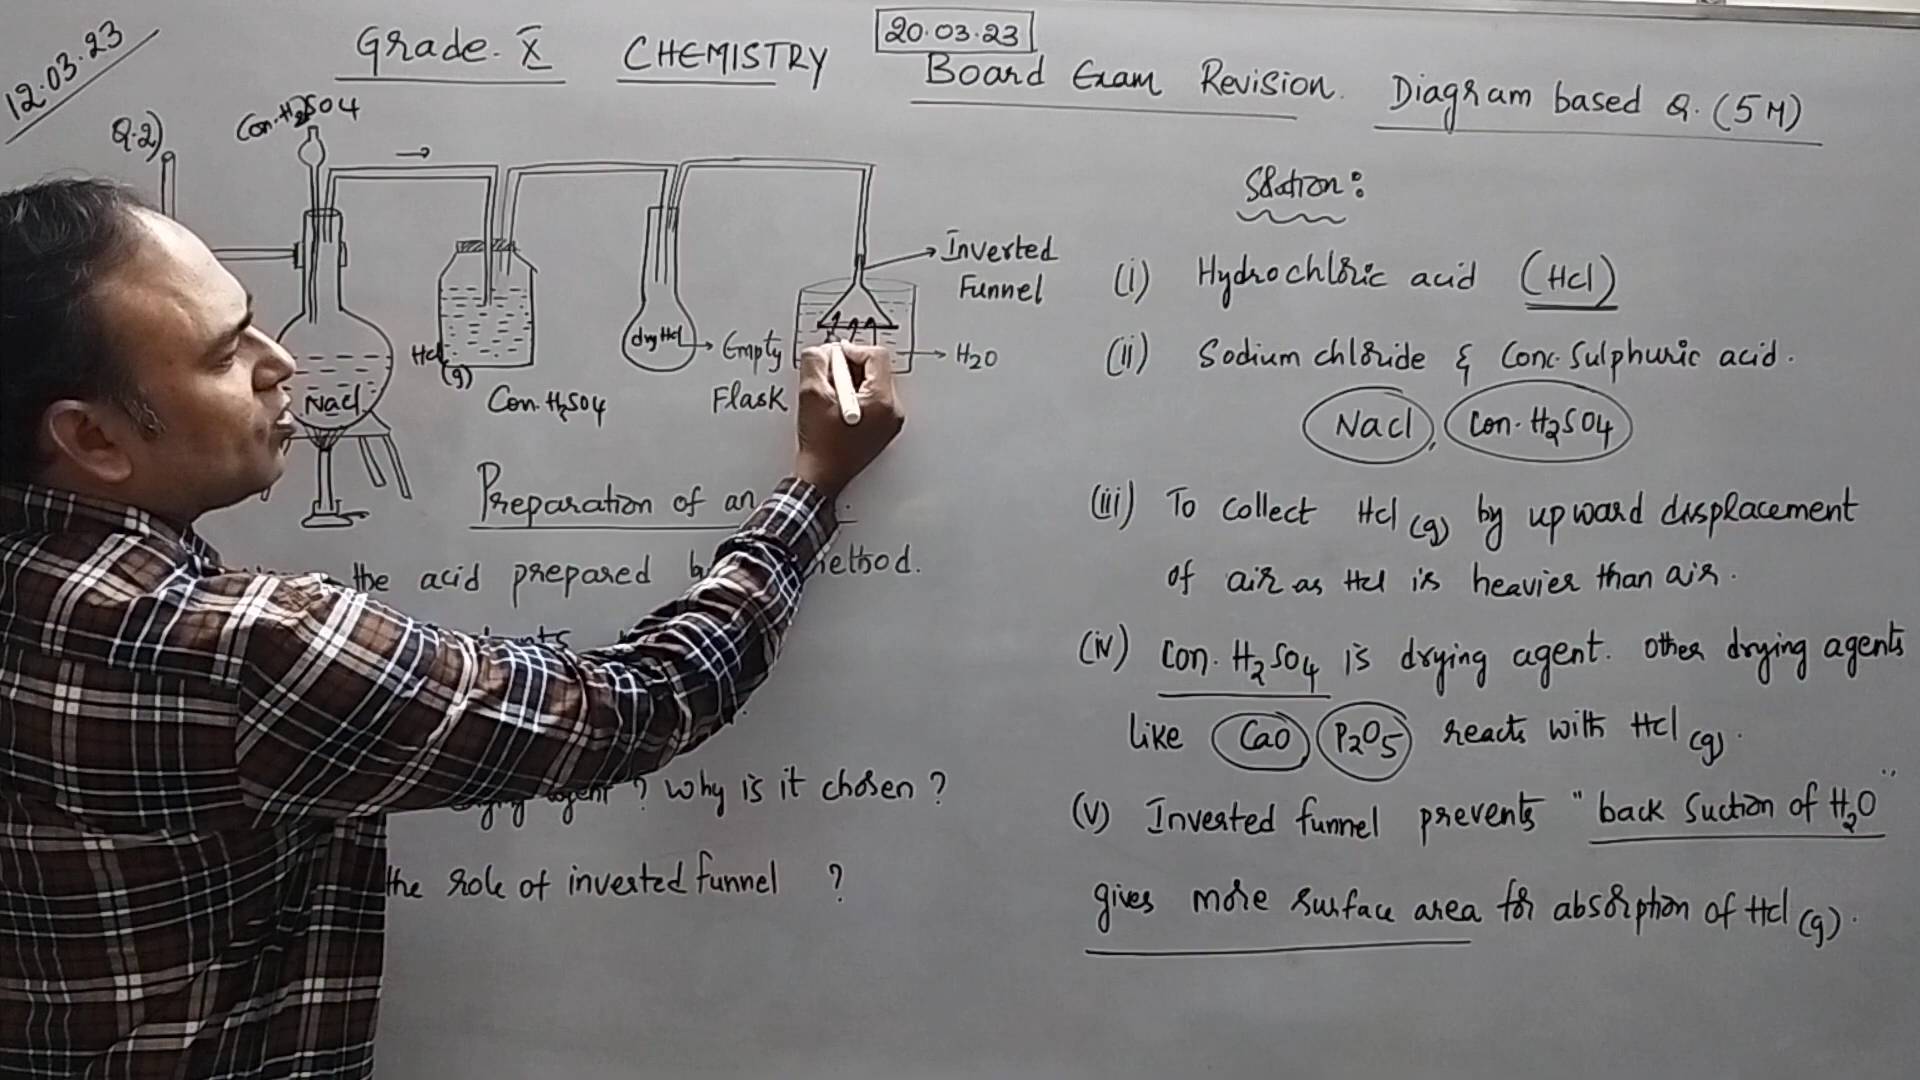 12.03.23
Grade. X CHEMISTRY
20.03.23
Board Exam Revision. Diagram based Q. (5M)
Q.2)
Con. H2SO4
Inverted
Funnel
H2O
Hcl
(g)
dry Hcl
Empty
Flask
Nacl
Con. H2SO4
Preparation of an
the acid prepared method.
drying agent ? Why is it chosen ?
the role of inverted funnel ?
Solution :
(i) Hydrochloric acid (Hcl)
(ii) Sodium chloride & Conc. Sulphuric acid.
Nacl, Con. H2SO4
(iii) To collect Hcl (g) by upward displacement
of air as Hcl is heavier than air.
(iv) Con. H2SO4 is drying agent. Other drying agents
like CaO P2O5 reacts with Hcl (g).
(v) Inverted funnel prevents "back suction of H2O"
gives more surface area for absorption of Hcl (g).